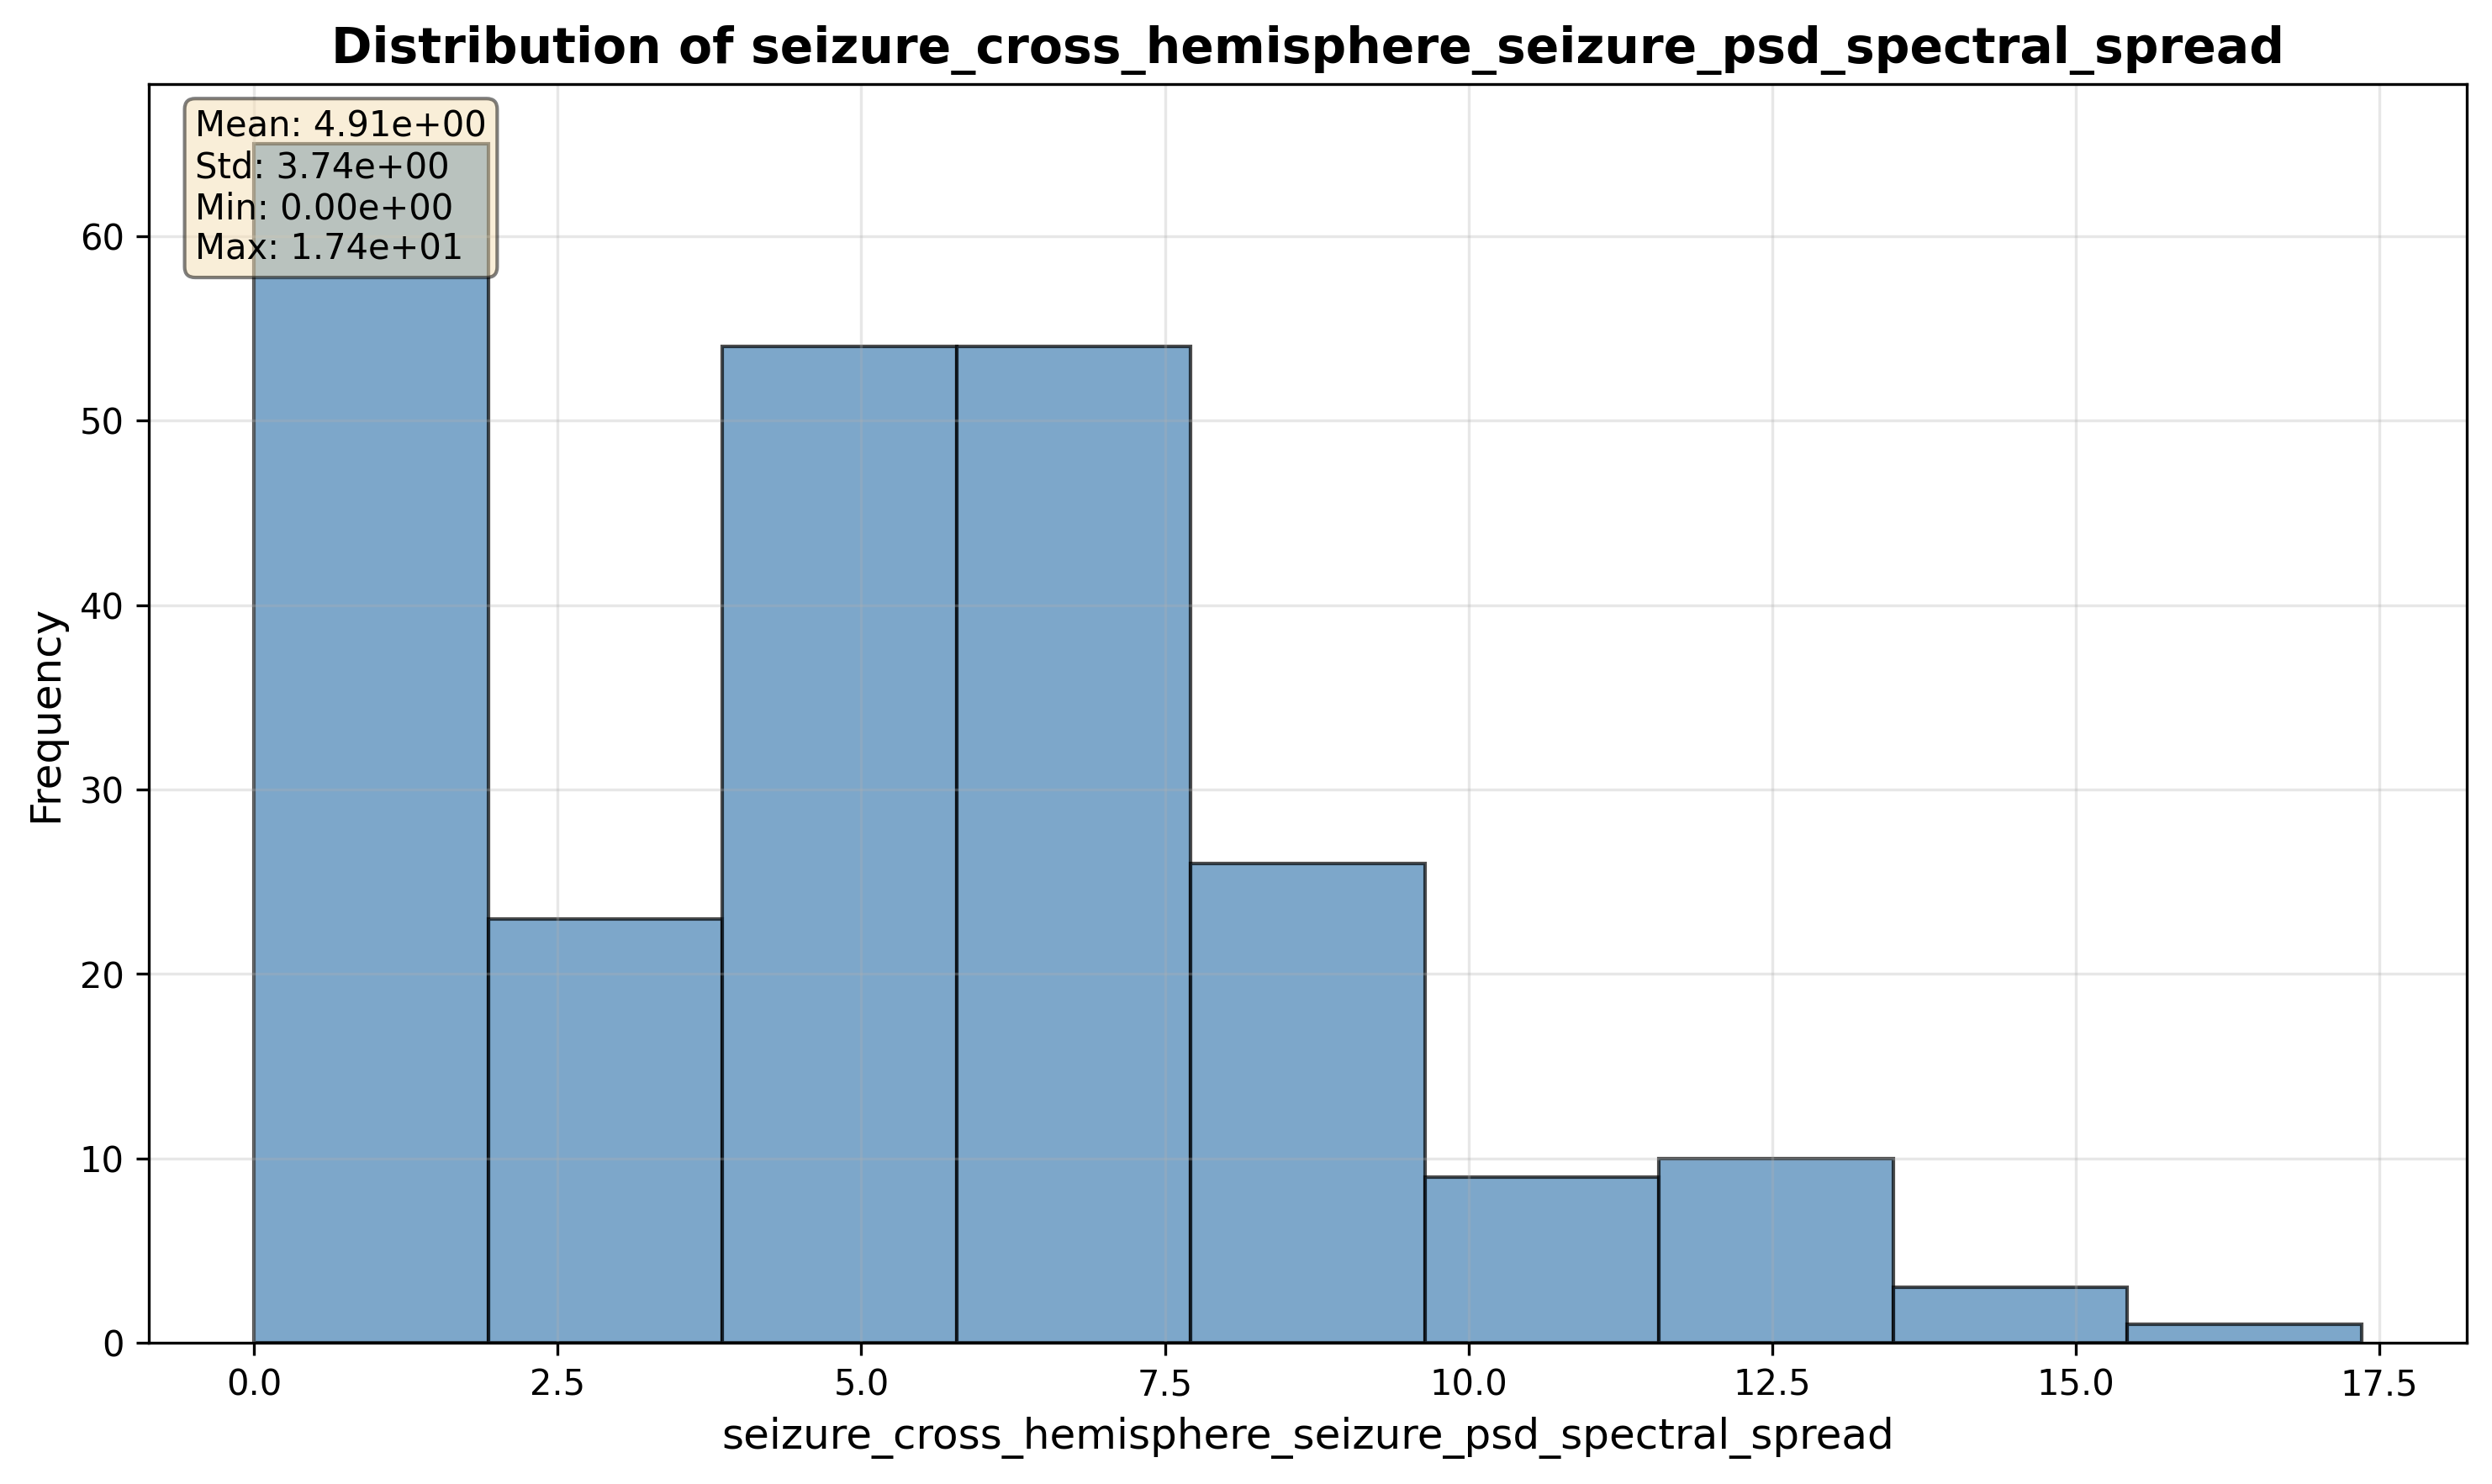 Distribution of seizure_cross_hemisphere_seizure_psd_spectral_spread
Mean: 4.91e+00
Std: 3.74e+00
Min: 0.00e+00
Max: 1.74e+01
60
50
40
30
20
10
0
Frequency
0.0 2.5 5.0 7.5 10.0 12.5 15.0 17.5
seizure_cross_hemisphere_seizure_psd_spectral_spread